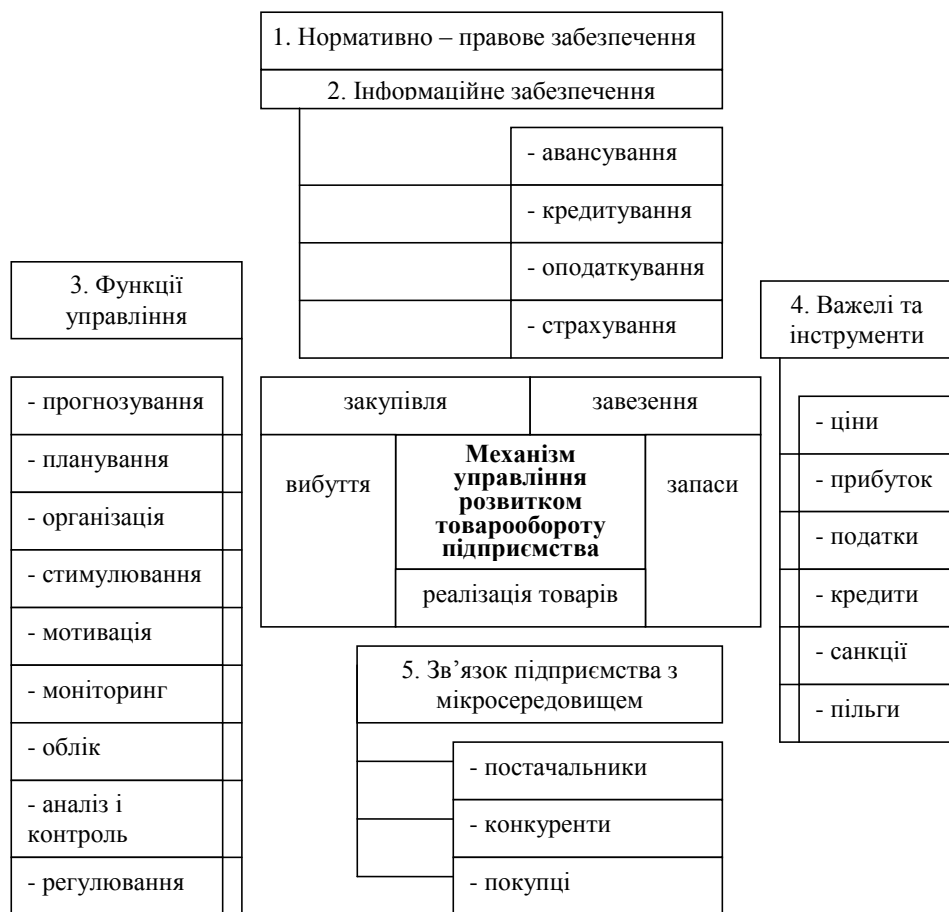 1. Нормативно – правове забезпечення
2. Інформаційне забезпечення
- авансування
- кредитування
- оподаткування
- страхування
3. Функції
управління
- прогнозування
- планування
- організація
- стимулювання
- мотивація
- моніторинг
- облік
- аналіз і
контроль
- регулювання
закупівля
завезення
вибуття
Механізм
управління
розвитком
товарообороту
підприємства
запаси
реалізація товарів
4. Важелі та
інструменти
- ціни
- прибуток
- податки
- кредити
- санкції
- пільги
5. Зв’язок підприємства з
мікросередовищем
- постачальники
- конкуренти
- покупці